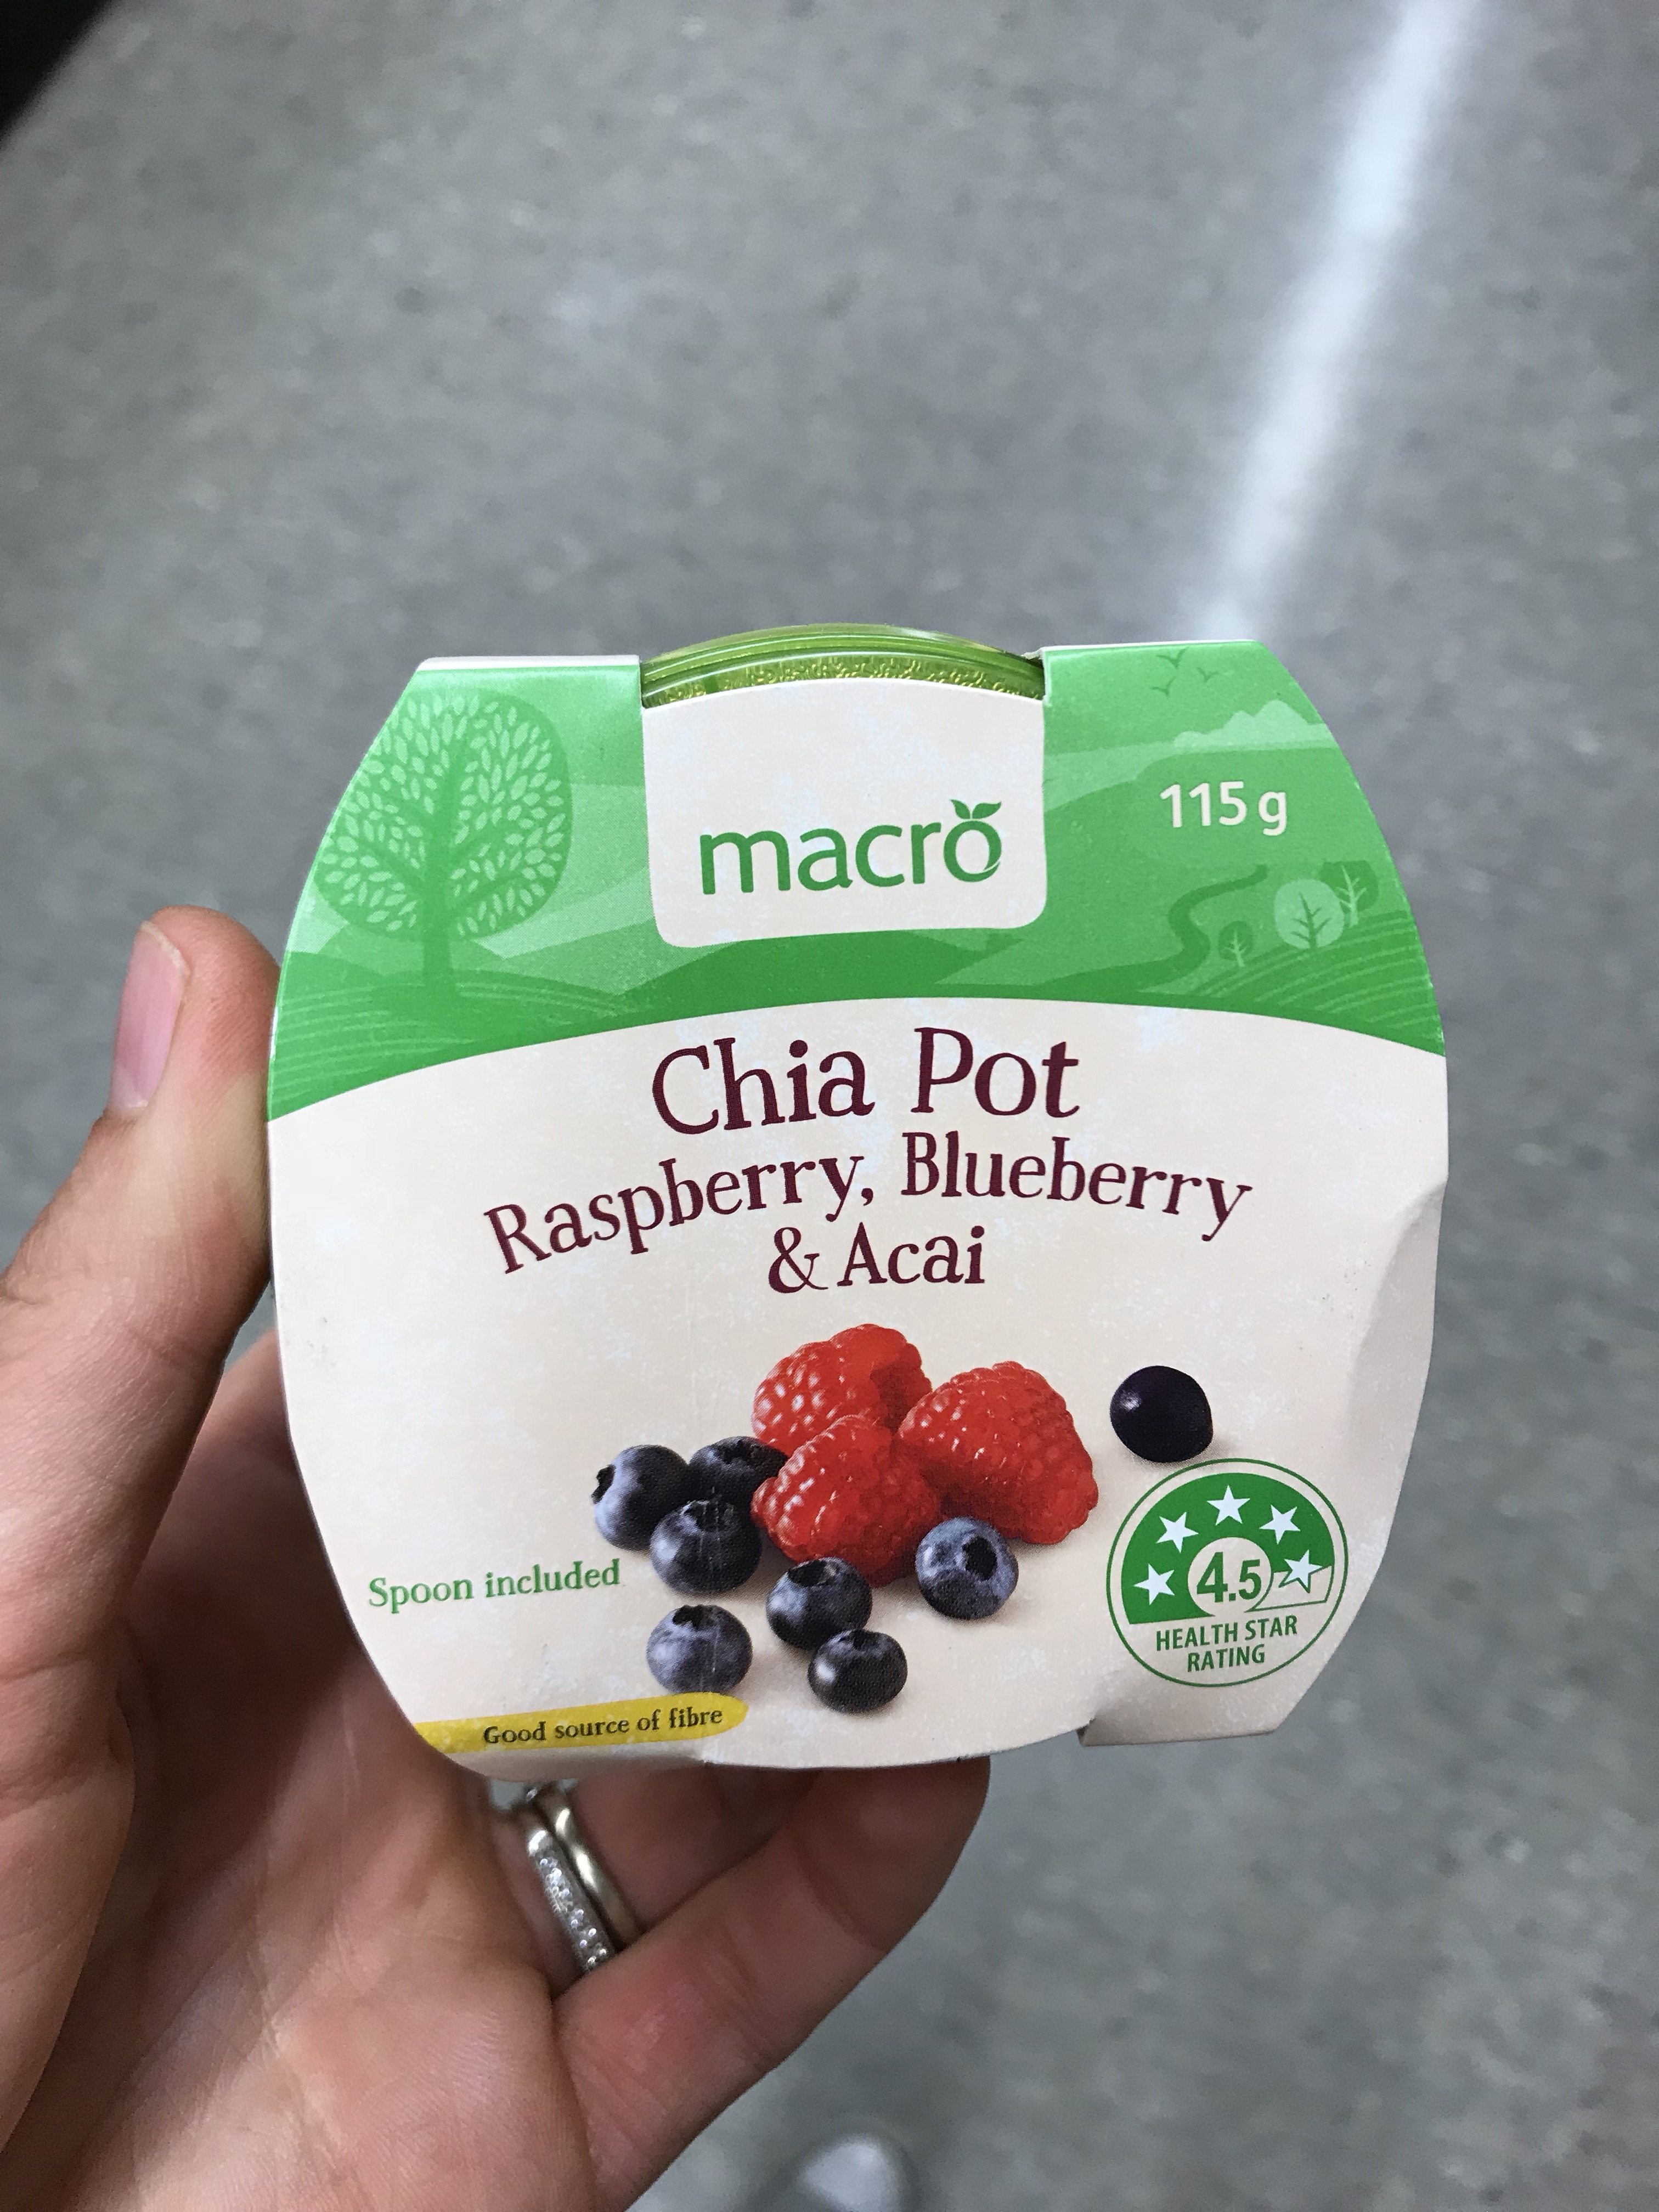 macro
115g
Chia Pot
Raspberry, Blueberry
& Acai
Spoon included
4.5
HEALTH STAR
RATING
Good source of fibre